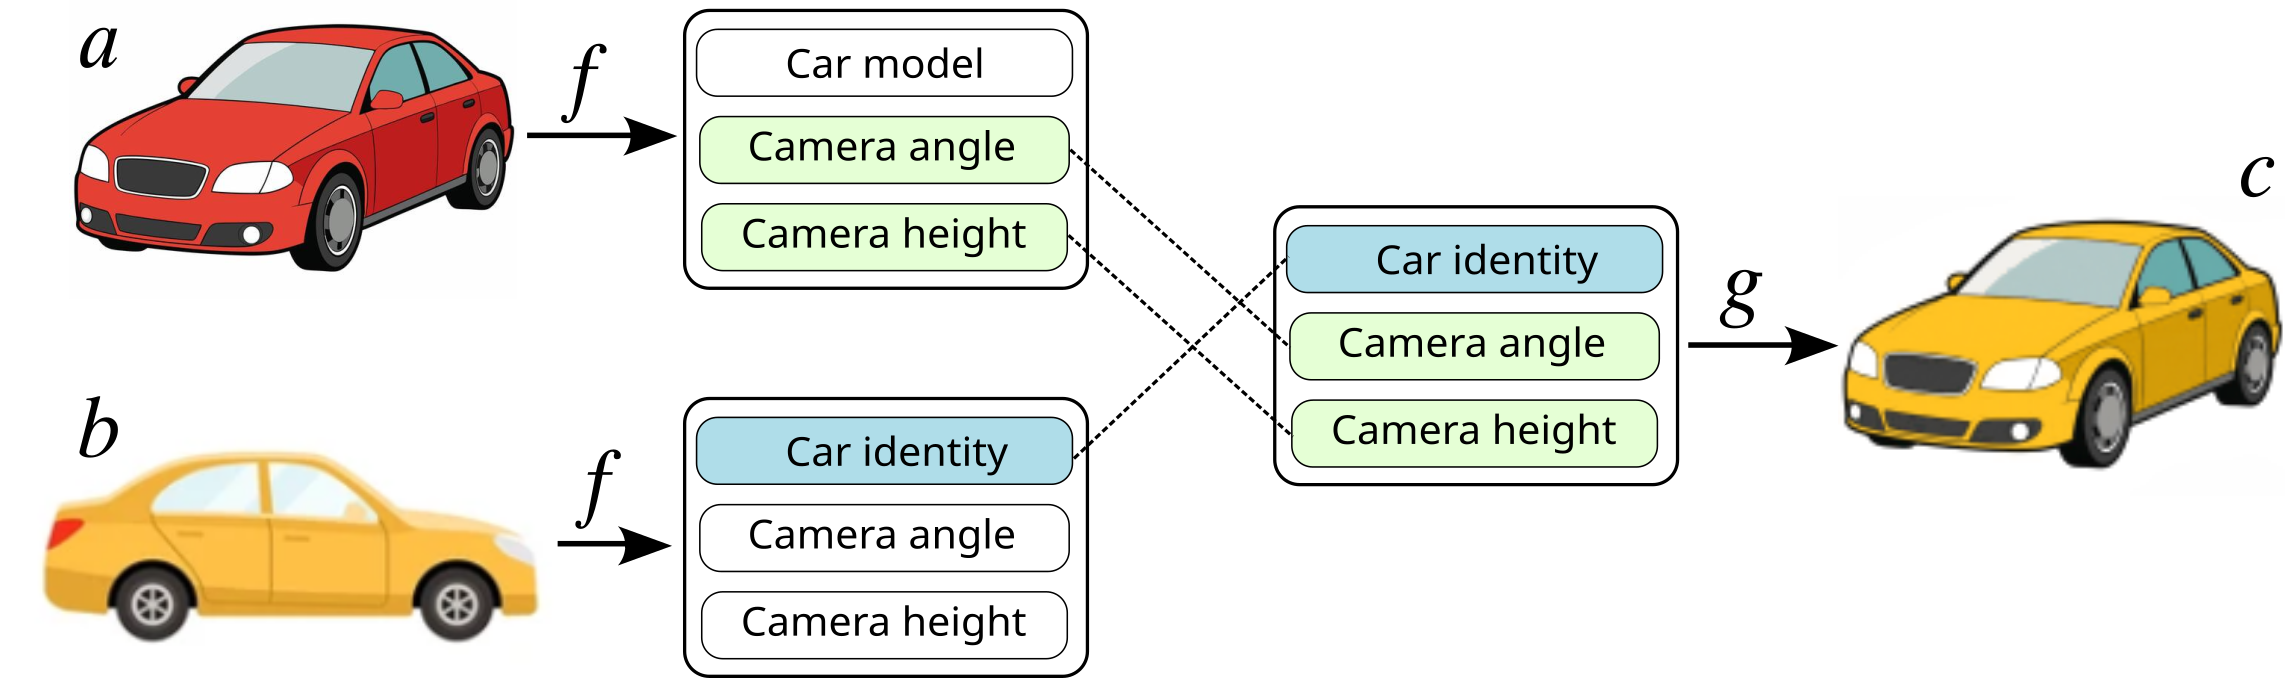 a
f
Car model
Camera angle
Camera height
b
f
Car identity
Camera angle
Camera height
Car identity
Camera angle
Camera height
g
c